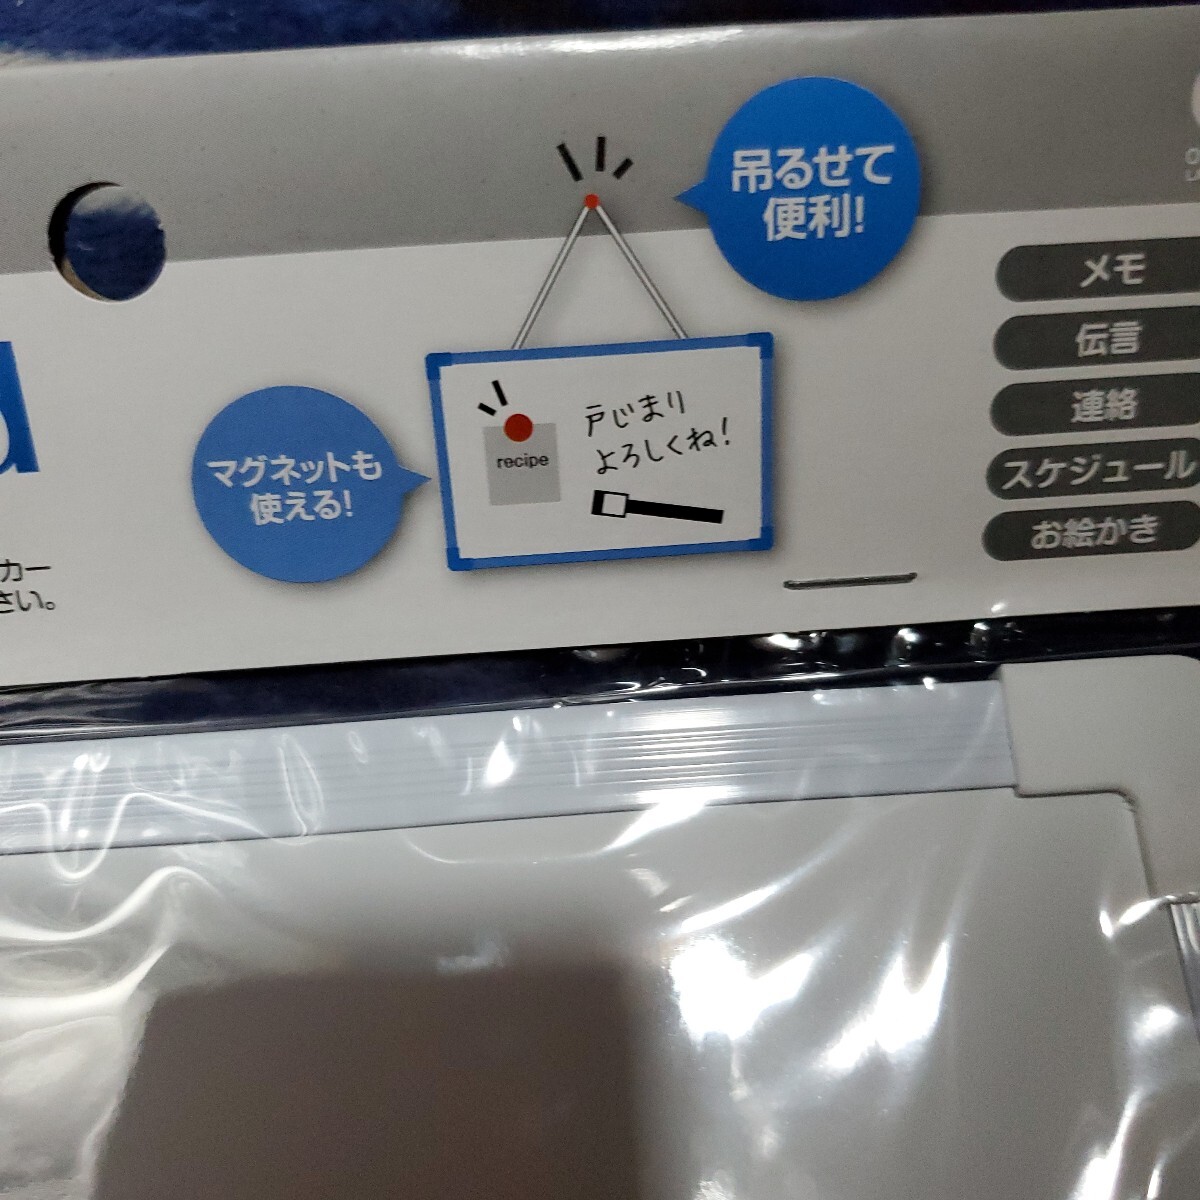 吊るせて
便利!
マグネットも
使える!
recipe
戸じまり
よろしくね!
メモ
伝言
連絡
スケジュール
お絵かき
d
カー
さい。